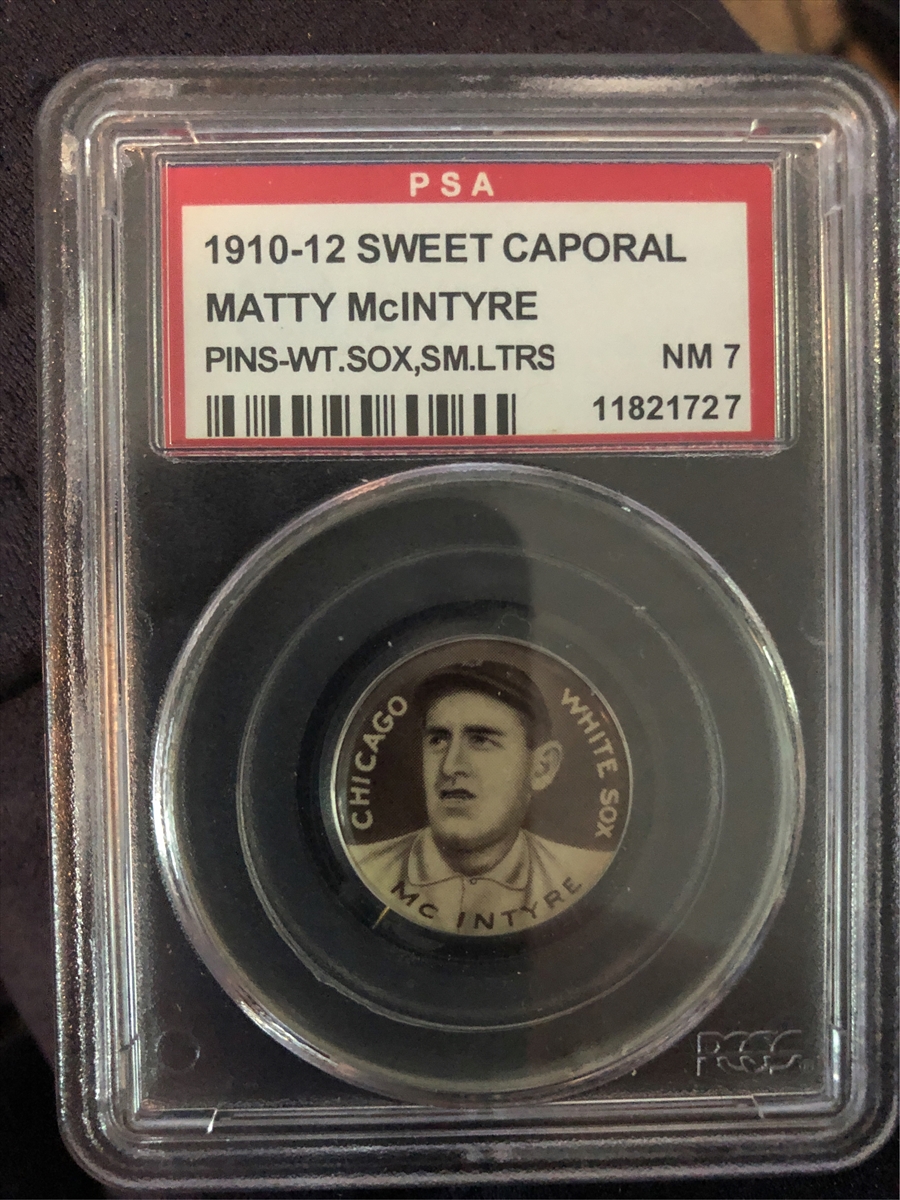 PSA
1910-12 SWEET CAPORAL
MATTY McINTYRE
PINS-WT.SOX,SM.LTRS NM 7
11821727
CHICAGO
WHITE SOX
MC INTYRE
PCGS